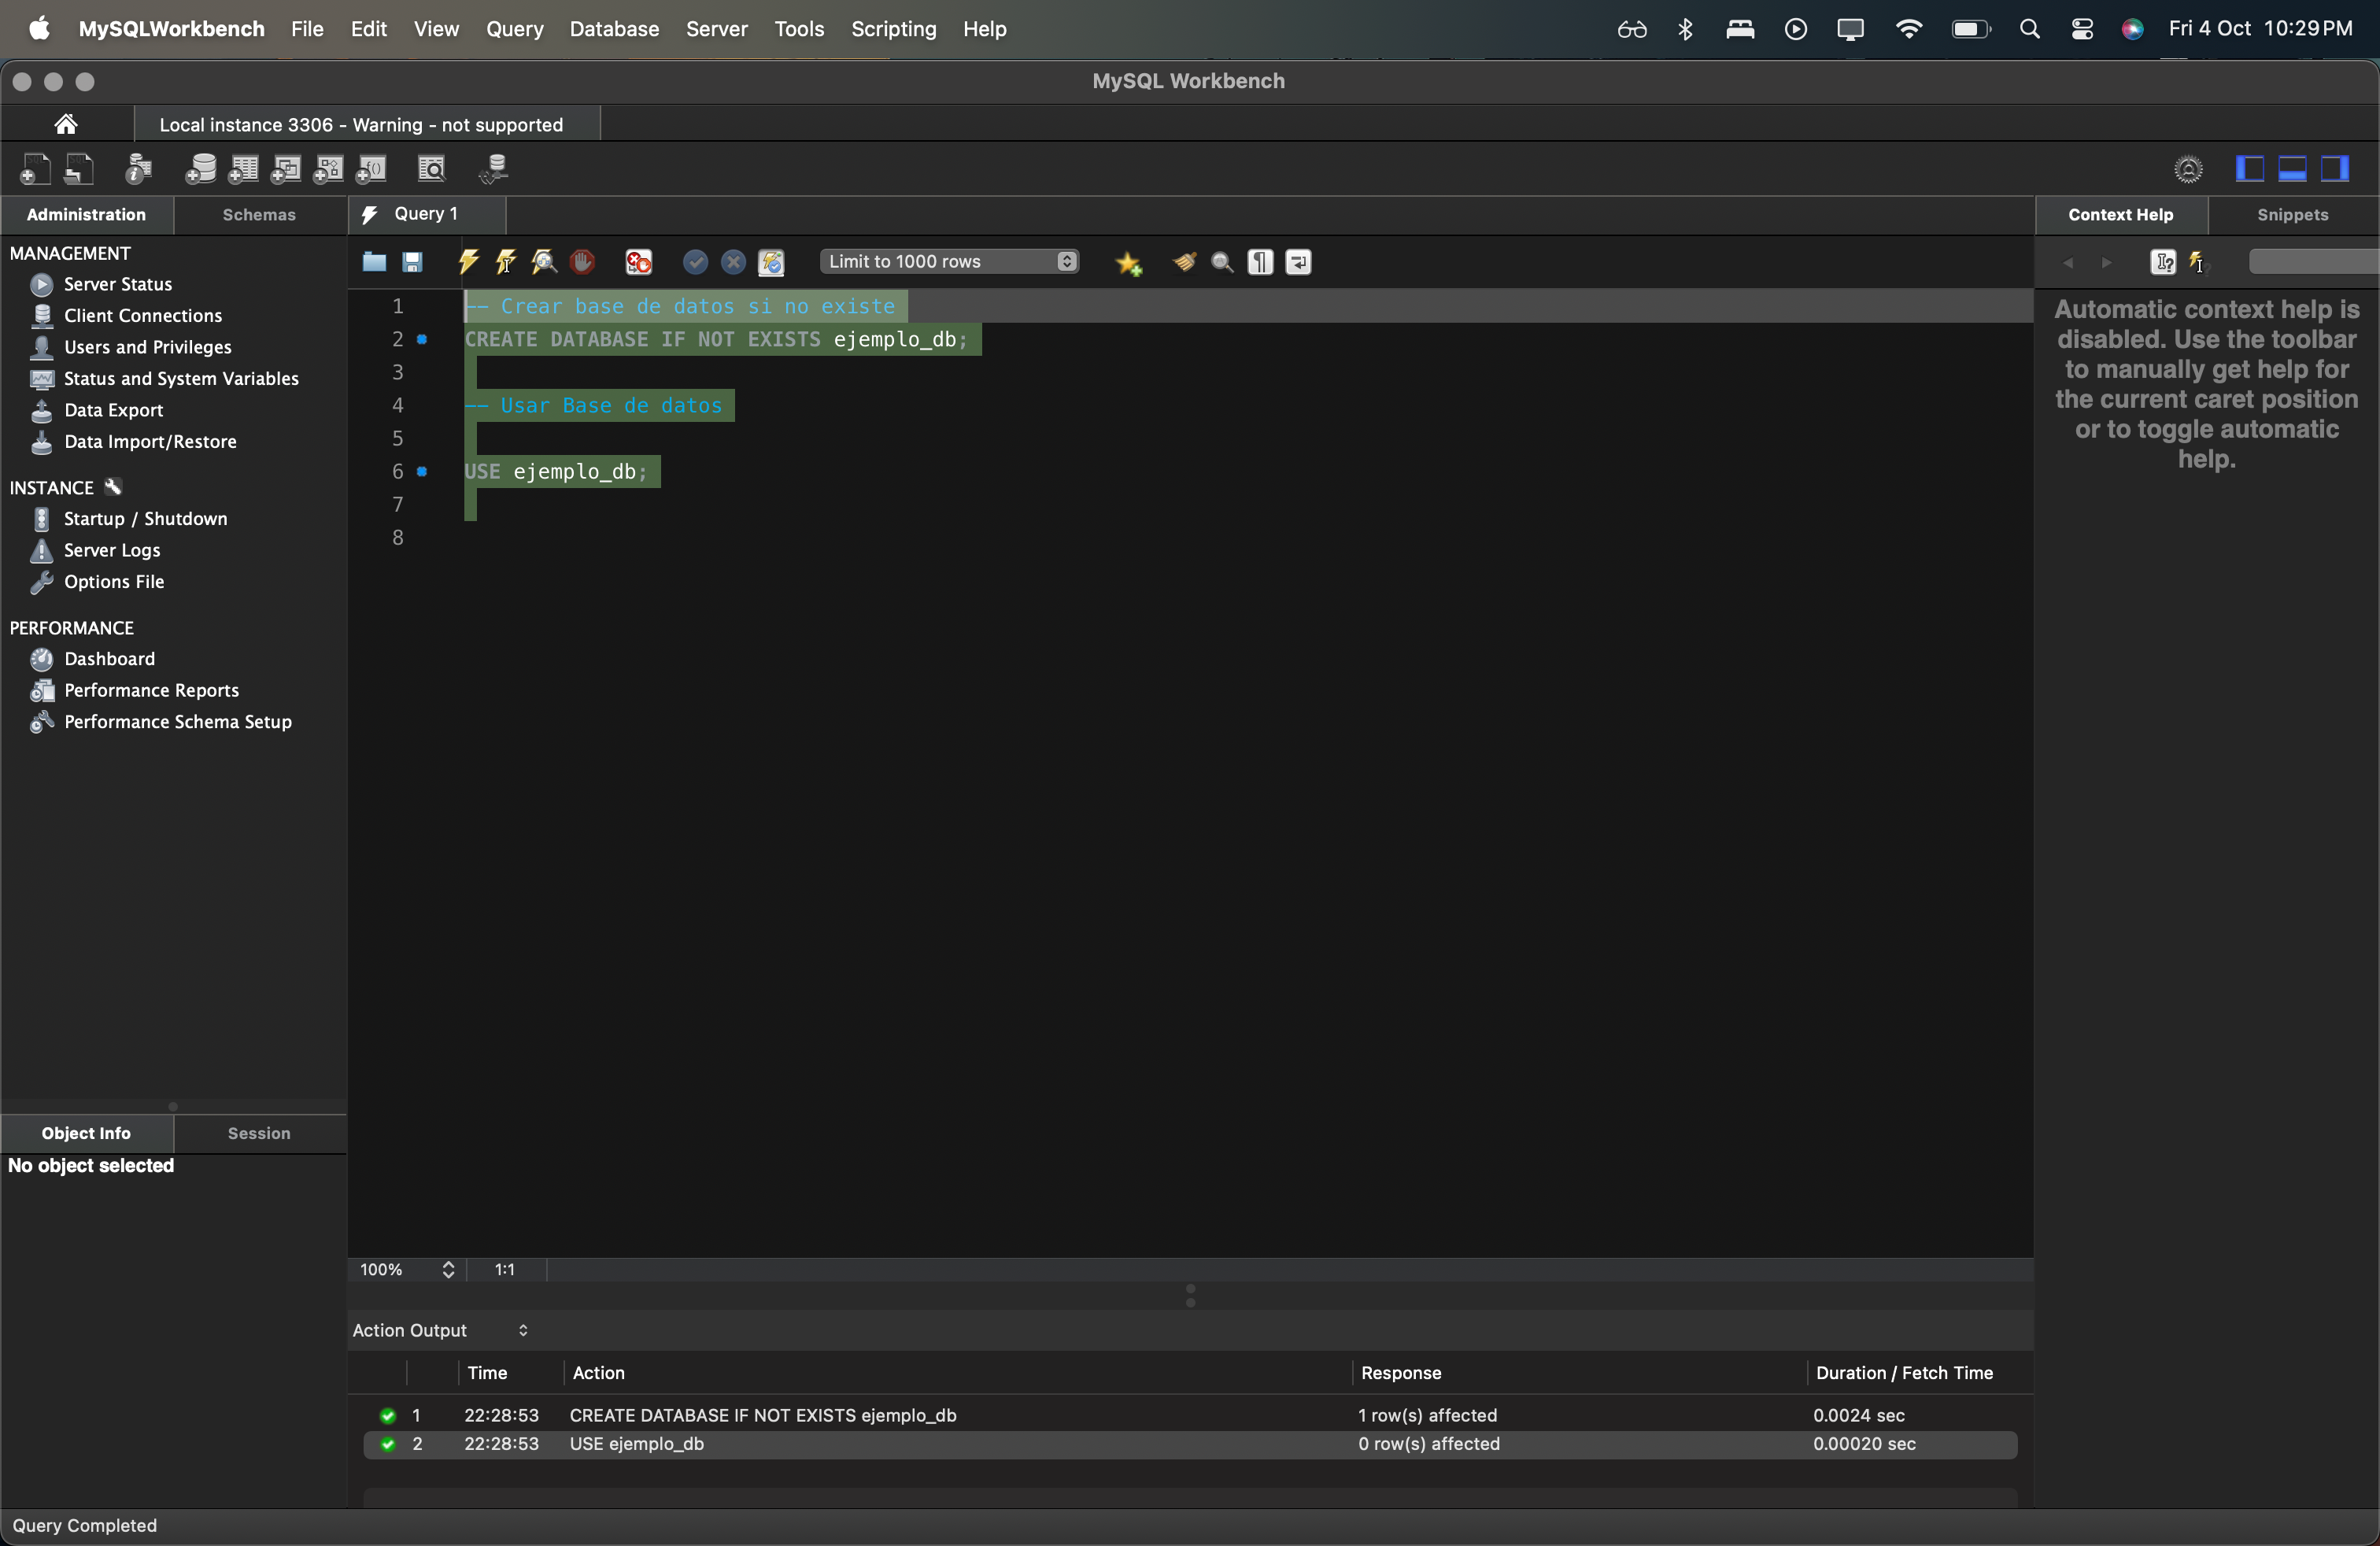 MySQLWorkbench File Edit View Query Database Server Tools Scripting Help Fri 4 Oct 10:29 PM
MySQL Workbench
Local instance 3306 - Warning - not supported
Administration Schemas
Query 1
Context Help Snippets
MANAGEMENT
Server Status
Client Connections
Users and Privileges
Status and System Variables
Data Export
Data Import/Restore
INSTANCE
Startup / Shutdown
Server Logs
Options File
PERFORMANCE
Dashboard
Performance Reports
Performance Schema Setup
Object Info Session
No object selected
Limit to 1000 rows
1 -- Crear base de datos si no existe
2 CREATE DATABASE IF NOT EXISTS ejemplo_db;
3
4 -- Usar Base de datos
5
6 USE ejemplo_db;
7
8
Automatic context help is
disabled. Use the toolbar
to manually get help for
the current caret position
or to toggle automatic
help.
100% 1:1
Action Output
Time Action Response Duration / Fetch Time
1 22:28:53 CREATE DATABASE IF NOT EXISTS ejemplo_db 1 row(s) affected 0.0024 sec
2 22:28:53 USE ejemplo_db 0 row(s) affected 0.00020 sec
Query Completed